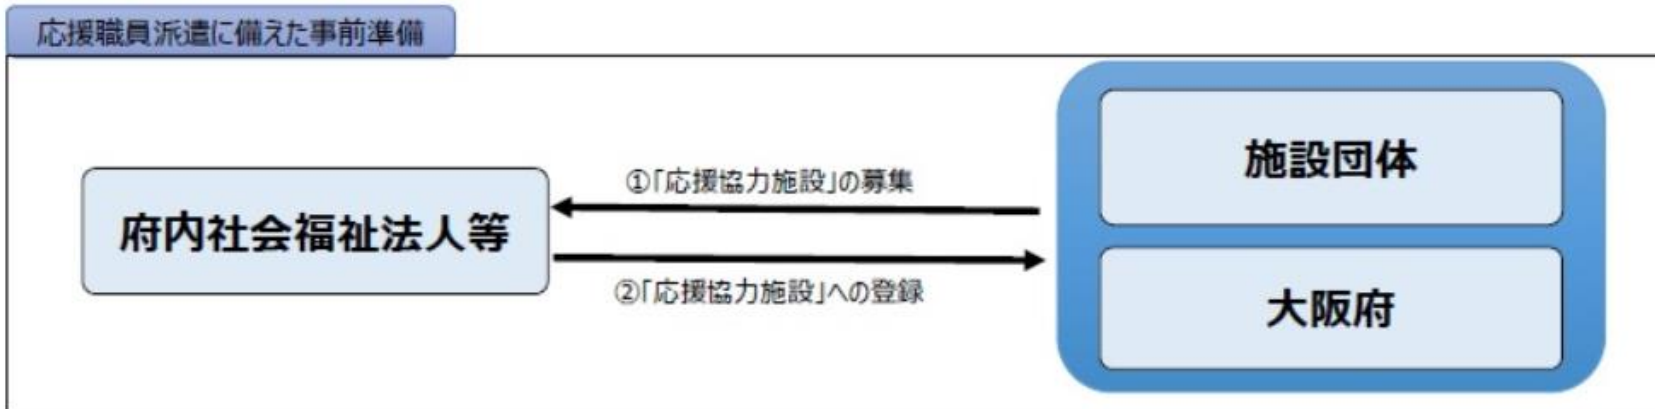 応援職員派遣に備えた事前準備
施設団体
①「応援協力施設」の募集
府内社会福祉法人等
②「応援協力施設」への登録
大阪府